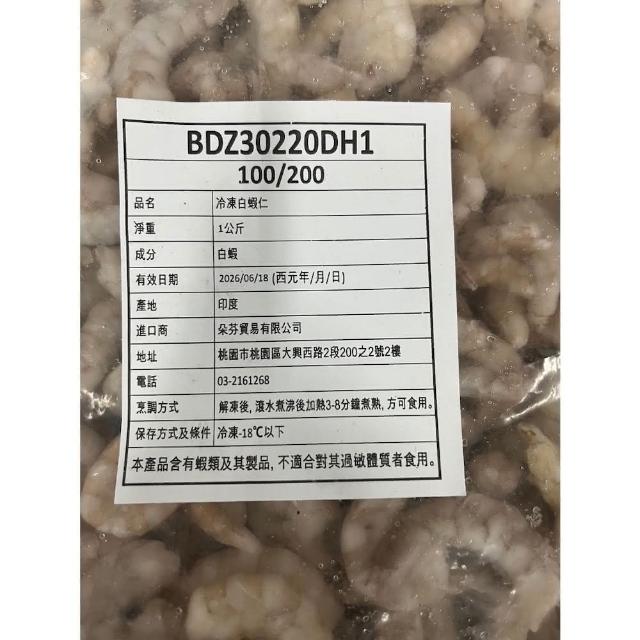 BDZ30220DH1
100/200
品名 冷凍白蝦仁
淨重 1公斤
成分 白蝦
有效日期 2026/06/18 (西元年/月/日)
產地 印度
進口商 朵芬貿易有限公司
地址 桃園市桃園區大興西路2段200之2號2樓
電話 03-2161268
烹調方式 解凍後, 滾水煮沸後加熱3-8分鐘煮熟, 方可食用。
保存方式及條件 冷凍-18℃以下
本產品含有蝦類及其製品, 不適合對其過敏體質者食用。